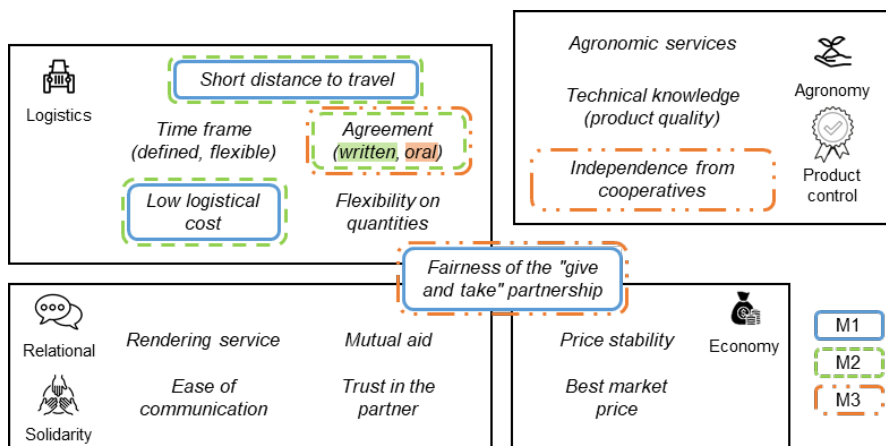 Logistics
Short distance to travel
Time frame
(defined, flexible)
Agreement
(written, oral)
Low logistical
cost
Flexibility on
quantities
Agronomic services
Technical knowledge
(product quality)
Independence from
cooperatives
Agronomy
Product
control
Fairness of the "give
and take" partnership
Relational
Rendering service
Mutual aid
Ease of
communication
Trust in the
partner
Solidarity
Price stability
Best market
price
Economy
M1
M2
M3